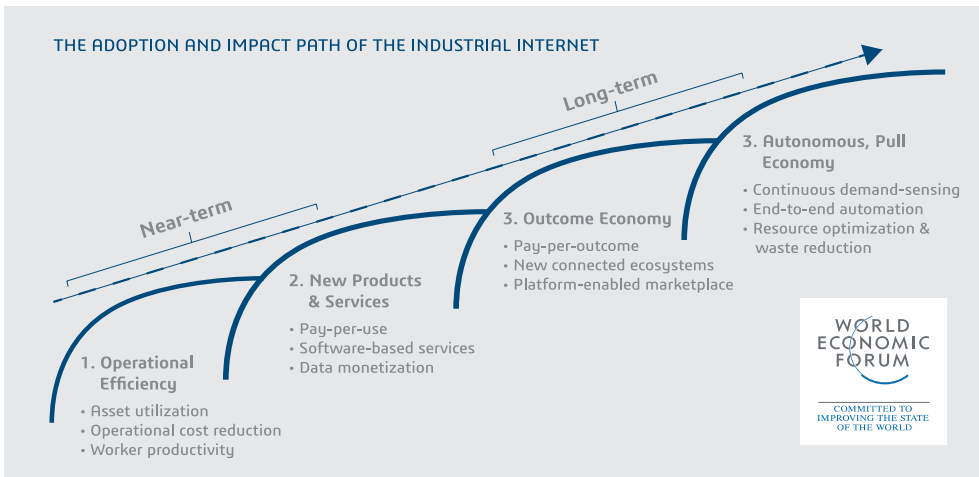 THE ADOPTION AND IMPACT PATH OF THE INDUSTRIAL INTERNET
Near-term
Long-term
1. Operational
Efficiency
• Asset utilization
• Operational cost reduction
• Worker productivity
2. New Products
& Services
• Pay-per-use
• Software-based services
• Data monetization
3. Outcome Economy
• Pay-per-outcome
• New connected ecosystems
• Platform-enabled marketplace
3. Autonomous, Pull
Economy
• Continuous demand-sensing
• End-to-end automation
• Resource optimization &
waste reduction
WORLD
ECONOMIC
FORUM
COMMITTED TO
IMPROVING THE STATE
OF THE WORLD